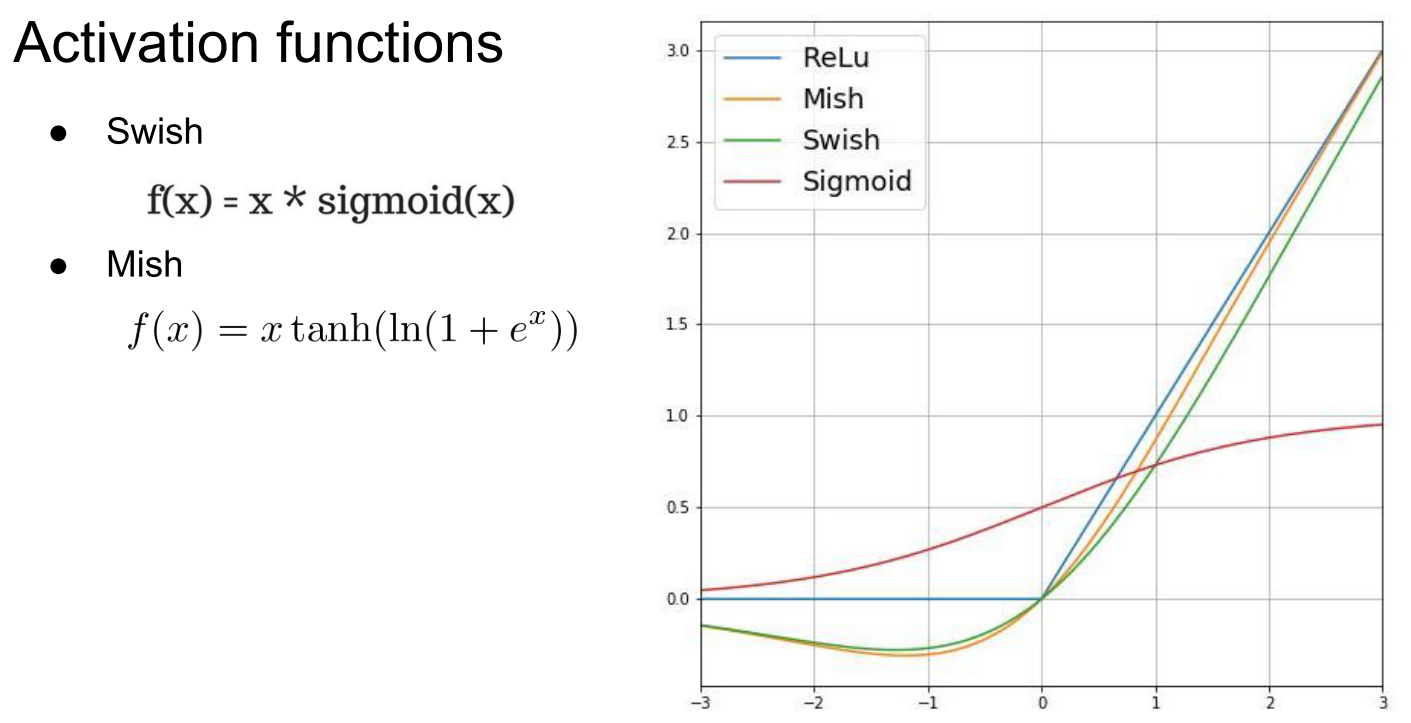 Activation functions
● Swish
f(x) = x * sigmoid(x)
● Mish
f(x) = x tanh(ln(1 + e^x))
ReLu
Mish
Swish
Sigmoid
3.0
2.5
2.0
1.5
1.0
0.5
0.0
−3 −2 −1 0 1 2 3